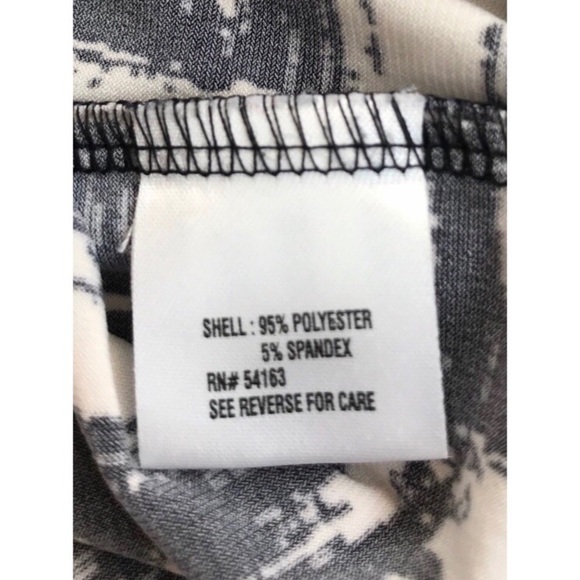 SHELL : 95% POLYESTER
5% SPANDEX
RN# 54163
SEE REVERSE FOR CARE